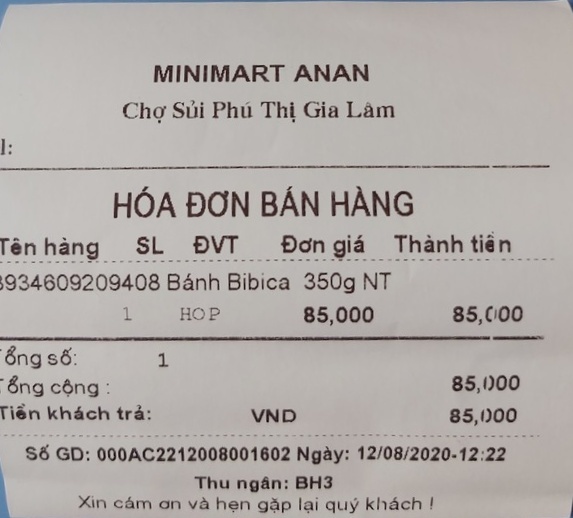 MINIMART ANAN
Chợ Sủi Phú Thị Gia Lâm
l:
HÓA ĐƠN BÁN HÀNG
Tên hàng SL ĐVT Đơn giá Thành tiền
8934609209408 Bánh Bibica 350g NT
1 HOP 85,000 85,000
Tổng số: 1
Tổng cộng : 85,000
Tiền khách trả: VND 85,000
Số GD: 000AC2212008001602 Ngày: 12/08/2020-12:22
Thu ngân: BH3
Xin cám ơn và hẹn gặp lại quý khách !